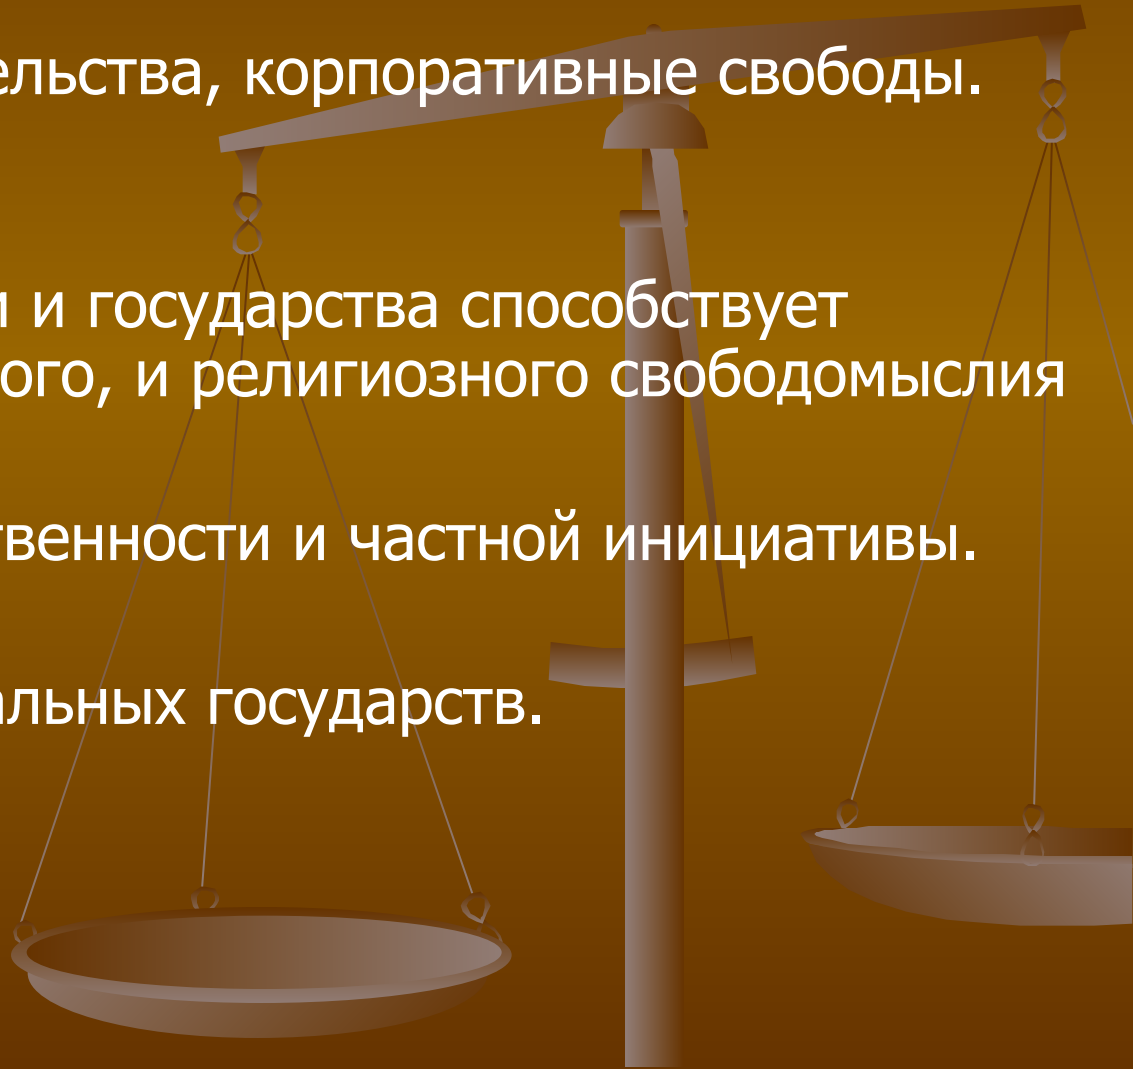 ельства, корпоративные свободы.
и и государства способствует
ого, и религиозного свободомыслия
твенности и частной инициативы.
альных государств.